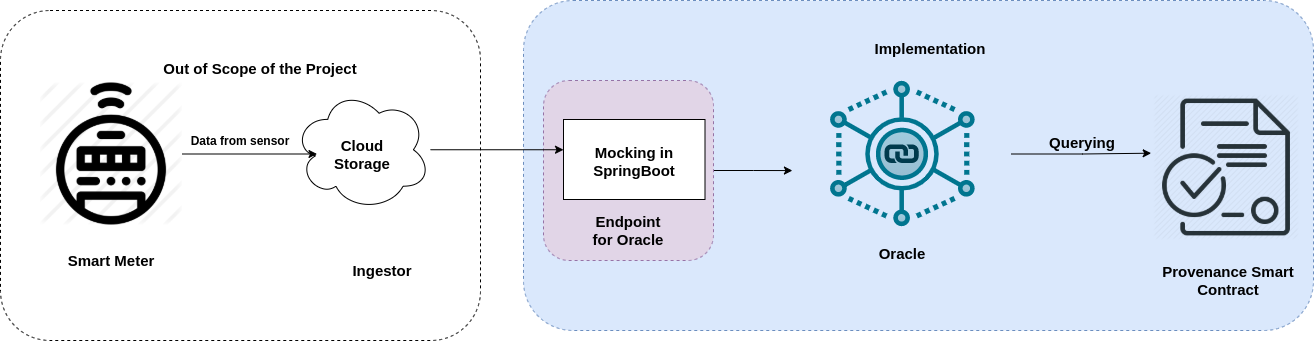 Out of Scope of the Project
Data from sensor
Cloud
Storage
Smart Meter
Ingestor
Implementation
Mocking in
SpringBoot
Endpoint
for Oracle
Oracle
Querying
Provenance Smart
Contract